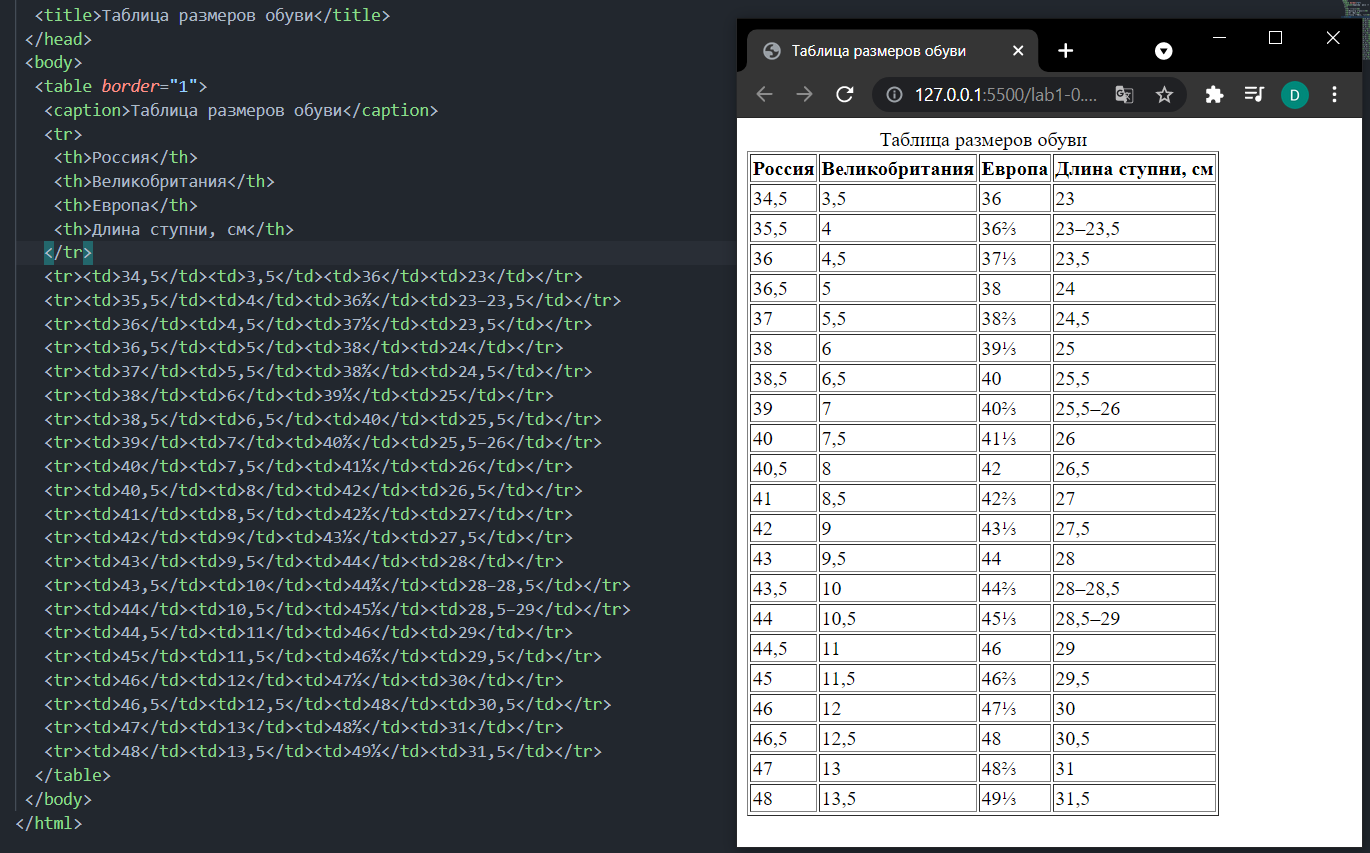 <title>Таблица размеров обуви</title>
</head>
<body>
<table border="1">
<caption>Таблица размеров обуви</caption>
<tr>
<th>Россия</th>
<th>Великобритания</th>
<th>Европа</th>
<th>Длина ступни, см</th>
</tr>
<tr><td>34,5</td><td>3,5</td><td>36</td><td>23</td></tr>
<tr><td>35,5</td><td>4</td><td>36⅔</td><td>23–23,5</td></tr>
<tr><td>36</td><td>4,5</td><td>37⅓</td><td>23,5</td></tr>
<tr><td>36,5</td><td>5</td><td>38</td><td>24</td></tr>
<tr><td>37</td><td>5,5</td><td>38⅔</td><td>24,5</td></tr>
<tr><td>38</td><td>6</td><td>39⅓</td><td>25</td></tr>
<tr><td>38,5</td><td>6,5</td><td>40</td><td>25,5</td></tr>
<tr><td>39</td><td>7</td><td>40⅔</td><td>25,5–26</td></tr>
<tr><td>40</td><td>7,5</td><td>41⅓</td><td>26</td></tr>
<tr><td>40,5</td><td>8</td><td>42</td><td>26,5</td></tr>
<tr><td>41</td><td>8,5</td><td>42⅔</td><td>27</td></tr>
<tr><td>42</td><td>9</td><td>43⅓</td><td>27,5</td></tr>
<tr><td>43</td><td>9,5</td><td>44</td><td>28</td></tr>
<tr><td>43,5</td><td>10</td><td>44⅔</td><td>28–28,5</td></tr>
<tr><td>44</td><td>10,5</td><td>45⅓</td><td>28,5–29</td></tr>
<tr><td>44,5</td><td>11</td><td>46</td><td>29</td></tr>
<tr><td>45</td><td>11,5</td><td>46⅔</td><td>29,5</td></tr>
<tr><td>46</td><td>12</td><td>47⅓</td><td>30</td></tr>
<tr><td>46,5</td><td>12,5</td><td>48</td><td>30,5</td></tr>
<tr><td>47</td><td>13</td><td>48⅔</td><td>31</td></tr>
<tr><td>48</td><td>13,5</td><td>49⅓</td><td>31,5</td></tr>
</table>
</body>
</html>
Таблица размеров обуви
127.0.0.1:5500/lab1-0....
D
Таблица размеров обуви
Россия Великобритания Европа Длина ступни, см
34,5 3,5 36 23
35,5 4 36⅔ 23–23,5
36 4,5 37⅓ 23,5
36,5 5 38 24
37 5,5 38⅔ 24,5
38 6 39⅓ 25
38,5 6,5 40 25,5
39 7 40⅔ 25,5–26
40 7,5 41⅓ 26
40,5 8 42 26,5
41 8,5 42⅔ 27
42 9 43⅓ 27,5
43 9,5 44 28
43,5 10 44⅔ 28–28,5
44 10,5 45⅓ 28,5–29
44,5 11 46 29
45 11,5 46⅔ 29,5
46 12 47⅓ 30
46,5 12,5 48 30,5
47 13 48⅔ 31
48 13,5 49⅓ 31,5